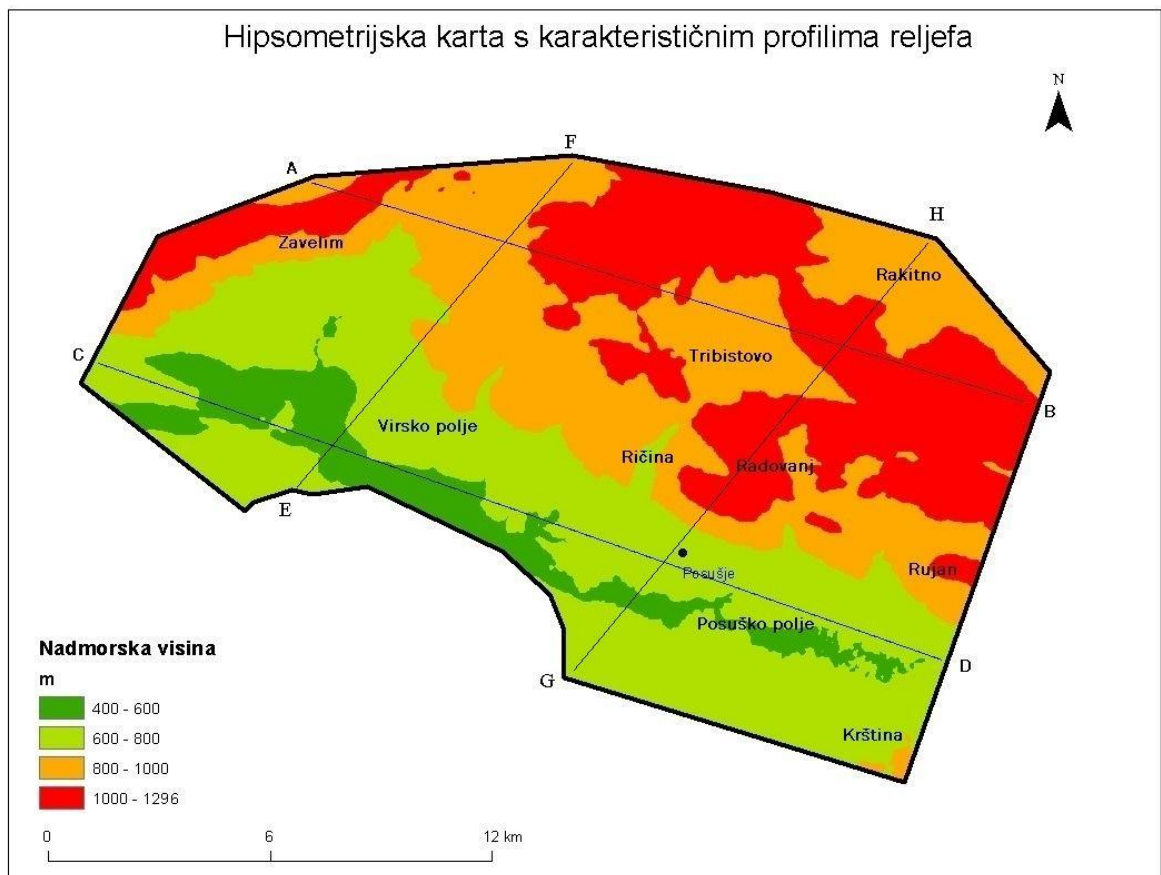 Hipsometrijska karta s karakterističnim profilima reljefa
N
F
A
H
Zavelim
Rakitno
C
Tribistovo
B
Virsko polje
Ričina
Radovanj
E
Posušje
Rujan
Posuško polje
D
G
Krština
Nadmorska visina
m
400 - 600
600 - 800
800 - 1000
1000 - 1296
0 6 12 km